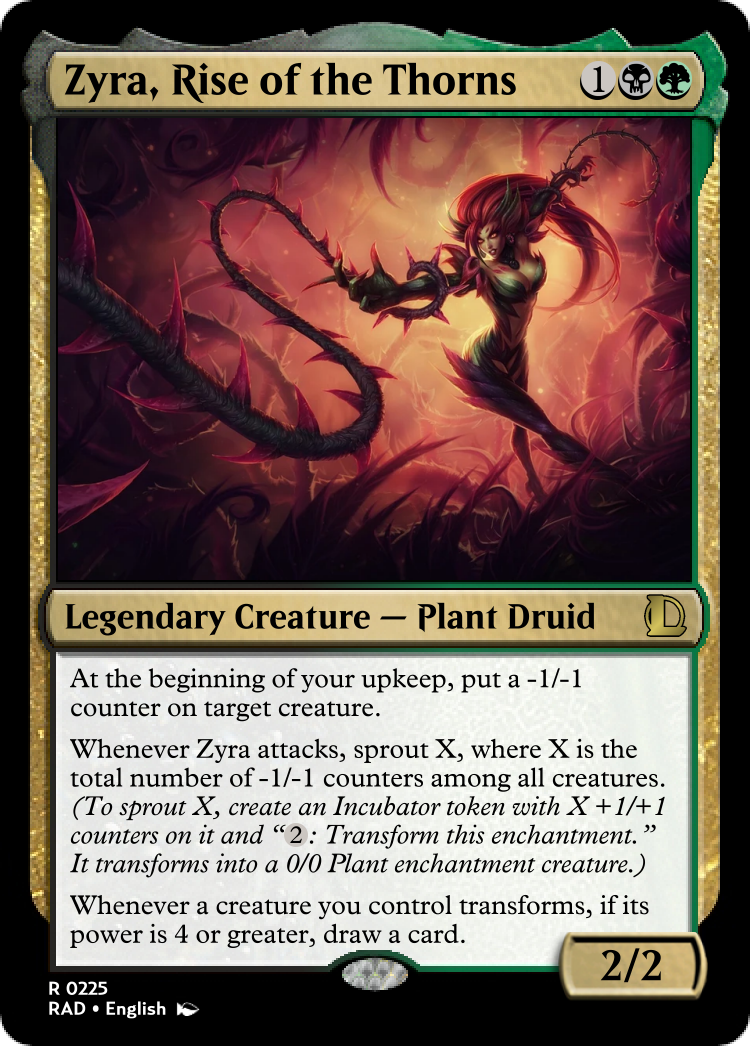 Zyra, Rise of the Thorns 1
Legendary Creature — Plant Druid
At the beginning of your upkeep, put a -1/-1
counter on target creature.
Whenever Zyra attacks, sprout X, where X is the
total number of -1/-1 counters among all creatures.
(To sprout X, create an Incubator token with X +1/+1
counters on it and “2: Transform this enchantment.”
It transforms into a 0/0 Plant enchantment creature.)
Whenever a creature you control transforms, if its
power is 4 or greater, draw a card.
2/2
R 0225
RAD • English